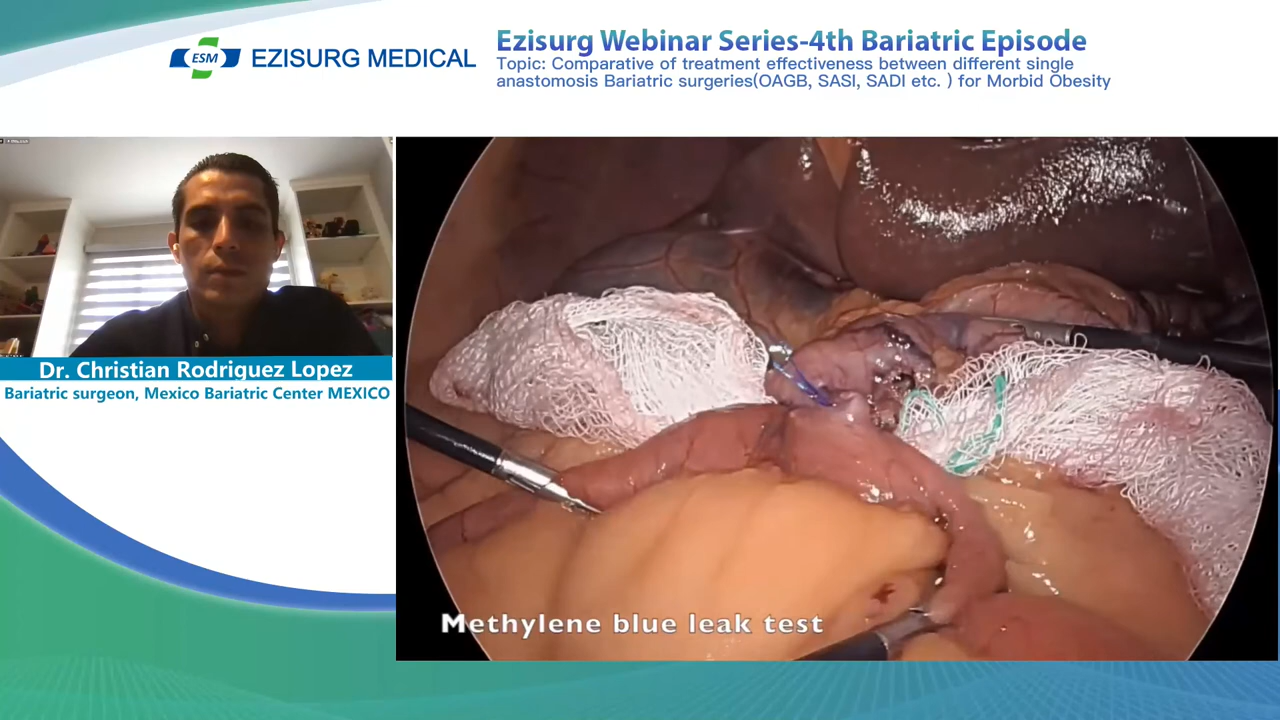 ESM
EZISURG MEDICAL
Ezisurg Webinar Series-4th Bariatric Episode
Topic: Comparative of treatment effectiveness between different single
anastomosis Bariatric surgeries(OAGB, SASI, SADI etc. ) for Morbid Obesity
Dr. Christian Rodriguez Lopez
Bariatric surgeon, Mexico Bariatric Center MEXICO
Methylene blue leak test